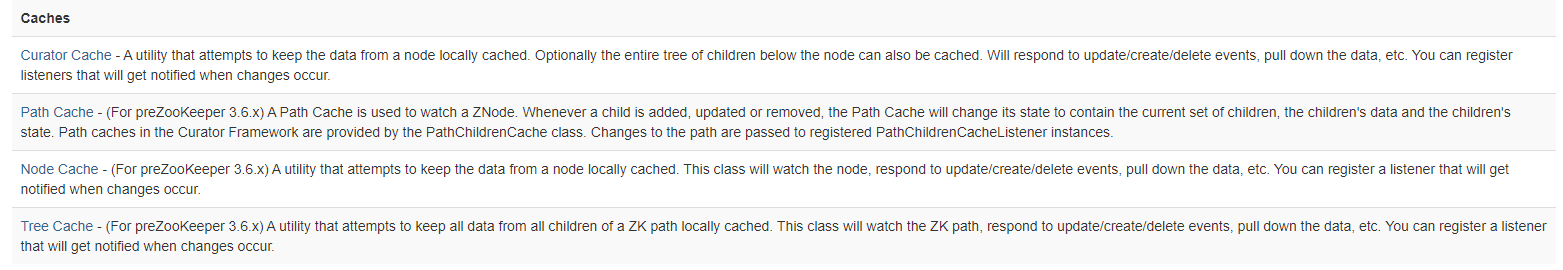 Caches
Curator Cache - A utility that attempts to keep the data from a node locally cached. Optionally the entire tree of children below the node can also be cached. Will respond to update/create/delete events, pull down the data, etc. You can register
listeners that will get notified when changes occur.
Path Cache - (For preZooKeeper 3.6.x) A Path Cache is used to watch a ZNode. Whenever a child is added, updated or removed, the Path Cache will change its state to contain the current set of children, the children's data and the children's
state. Path caches in the Curator Framework are provided by the PathChildrenCache class. Changes to the path are passed to registered PathChildrenCacheListener instances.
Node Cache - (For preZooKeeper 3.6.x) A utility that attempts to keep the data from a node locally cached. This class will watch the node, respond to update/create/delete events, pull down the data, etc. You can register a listener that will get
notified when changes occur.
Tree Cache - (For preZooKeeper 3.6.x) A utility that attempts to keep all data from all children of a ZK path locally cached. This class will watch the ZK path, respond to update/create/delete events, pull down the data, etc. You can register a listener
that will get notified when changes occur.